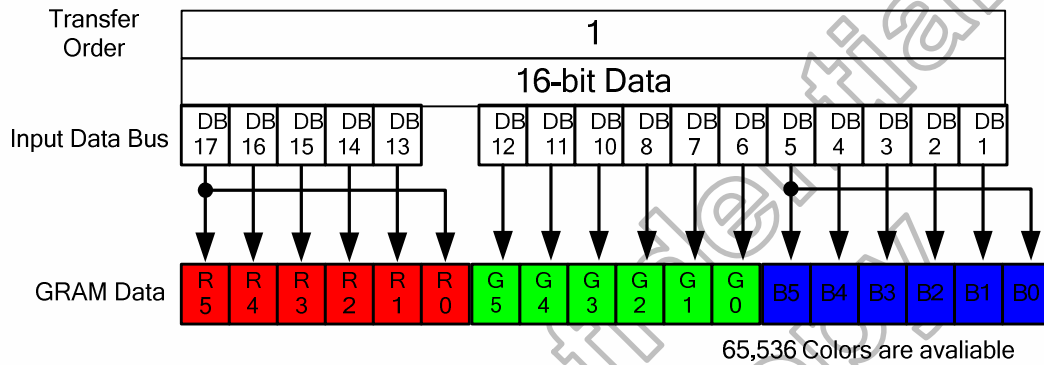 Transfer Order
1
16-bit Data
Input Data Bus
DB 17 DB 16 DB 15 DB 14 DB 13 DB 12 DB 11 DB 10 DB 8 DB 7 DB 6 DB 5 DB 4 DB 3 DB 2 DB 1
GRAM Data
R 5 R 4 R 3 R 2 R 1 R 0 G 5 G 4 G 3 G 2 G 1 G 0 B5 B4 B3 B2 B1 B0
65,536 Colors are avaliable